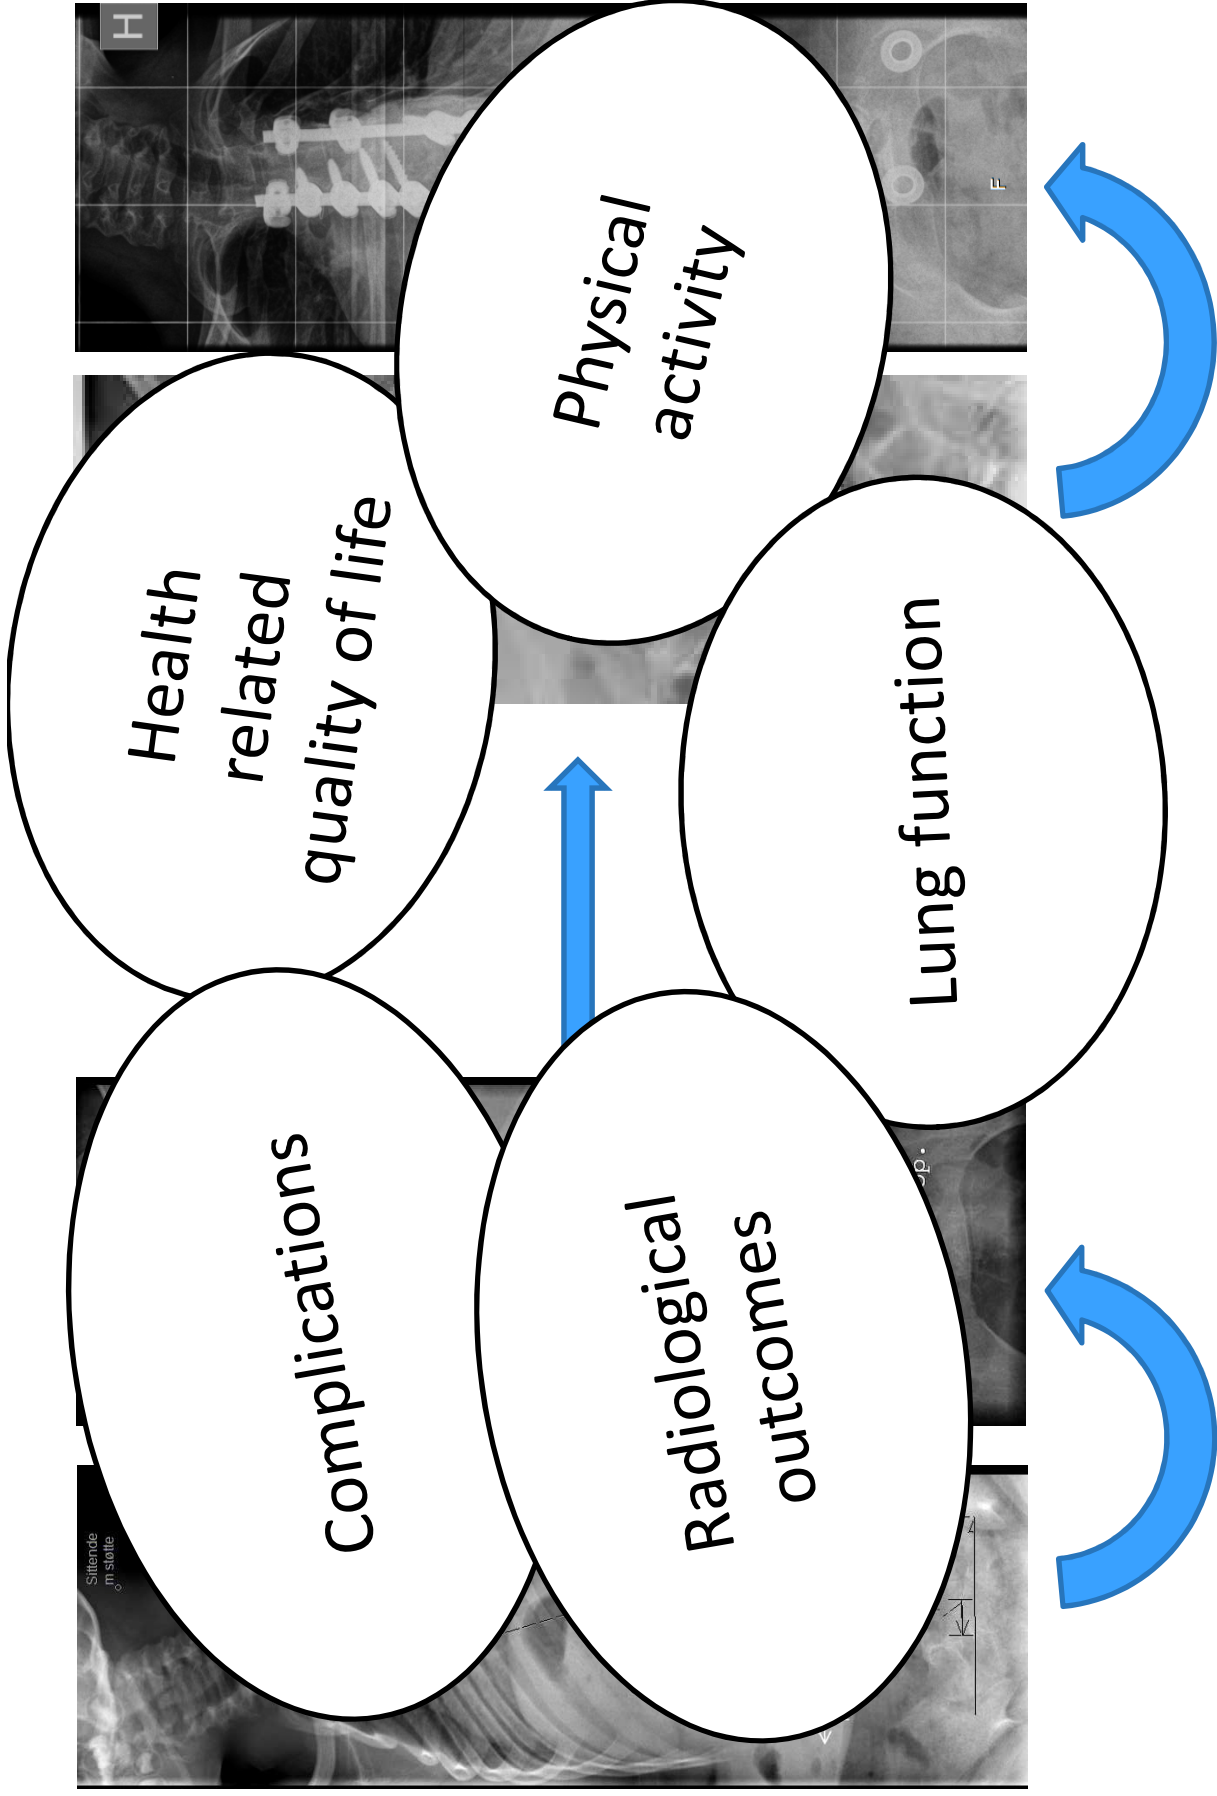 Complications
Radiological
outcomes
Health
related
quality of life
Lung function
Physical
activity
Sittende
m støtte
H
F